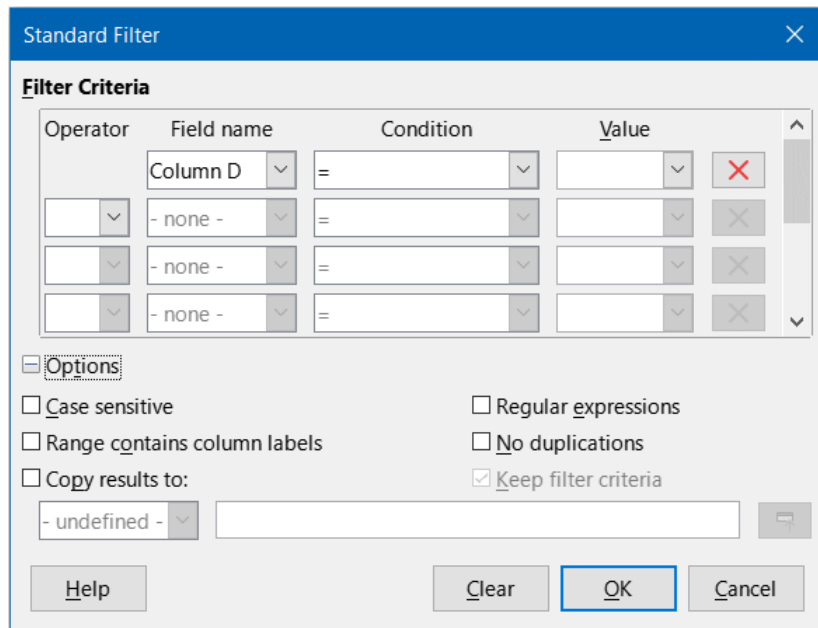 Standard Filter
Filter Criteria
Operator Field name Condition Value
Column D =
- none - =
- none - =
- none - =
Options
Case sensitive Regular expressions
Range contains column labels No duplications
Copy results to: Keep filter criteria
- undefined -
Help Clear OK Cancel